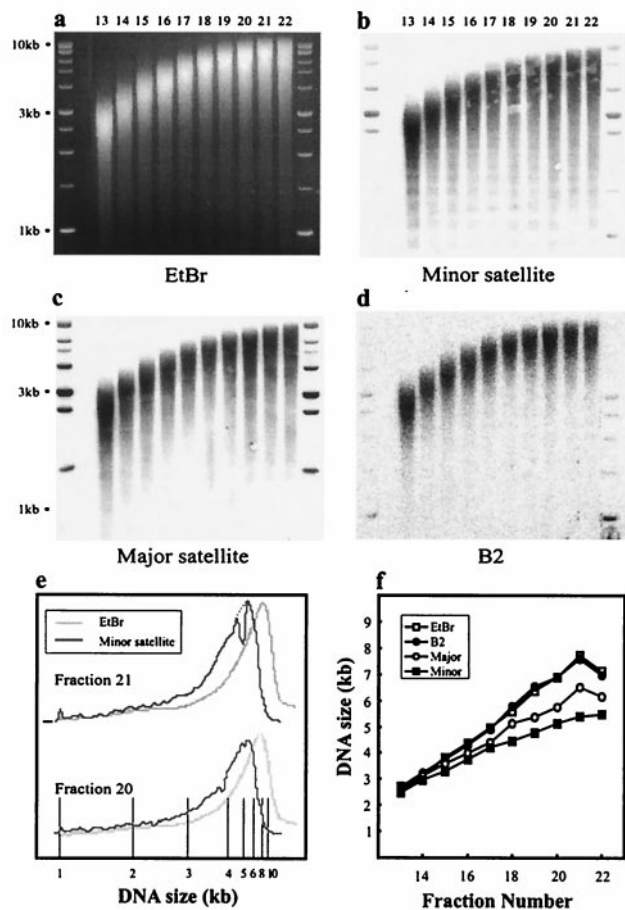 a
13 14 15 16 17 18 19 20 21 22
10kb
3kb
1kb
EtBr
b
13 14 15 16 17 18 19 20 21 22
Minor satellite
c
10kb
3kb
1kb
Major satellite
d
B2
e
EtBr
Minor satellite
Fraction 21
Fraction 20
1 2 3 4 5 6 8 10
DNA size (kb)
f
EtBr
B2
Major
Minor
9
8
7
6
5
4
3
2
1
DNA size (kb)
14 16 18 20 22
Fraction Number